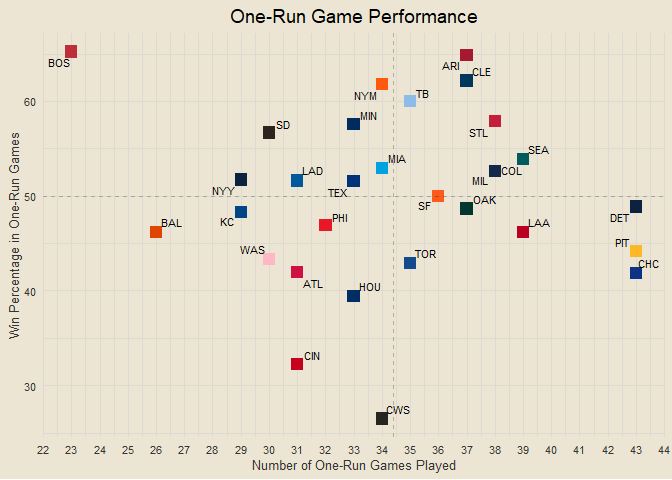 One-Run Game Performance
BOS
ARI
CLE
NYM
TB
SD
MIN
STL
SEA
MIA
LAD
COL
MIL
NYY
TEX
SF
OAK
BAL
KC
PHI
LAA
DET
WAS
TOR
PIT
CHC
ATL
HOU
CIN
CWS
60
50
40
30
Win Percentage in One-Run Games
22 23 24 25 26 27 28 29 30 31 32 33 34 35 36 37 38 39 40 41 42 43 44
Number of One-Run Games Played